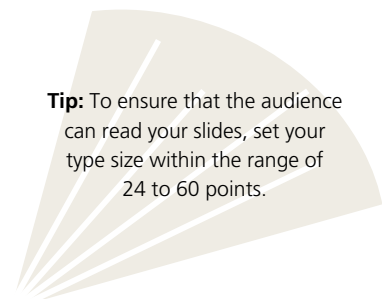 Tip: To ensure that the audience
can read your slides, set your
type size within the range of
24 to 60 points.